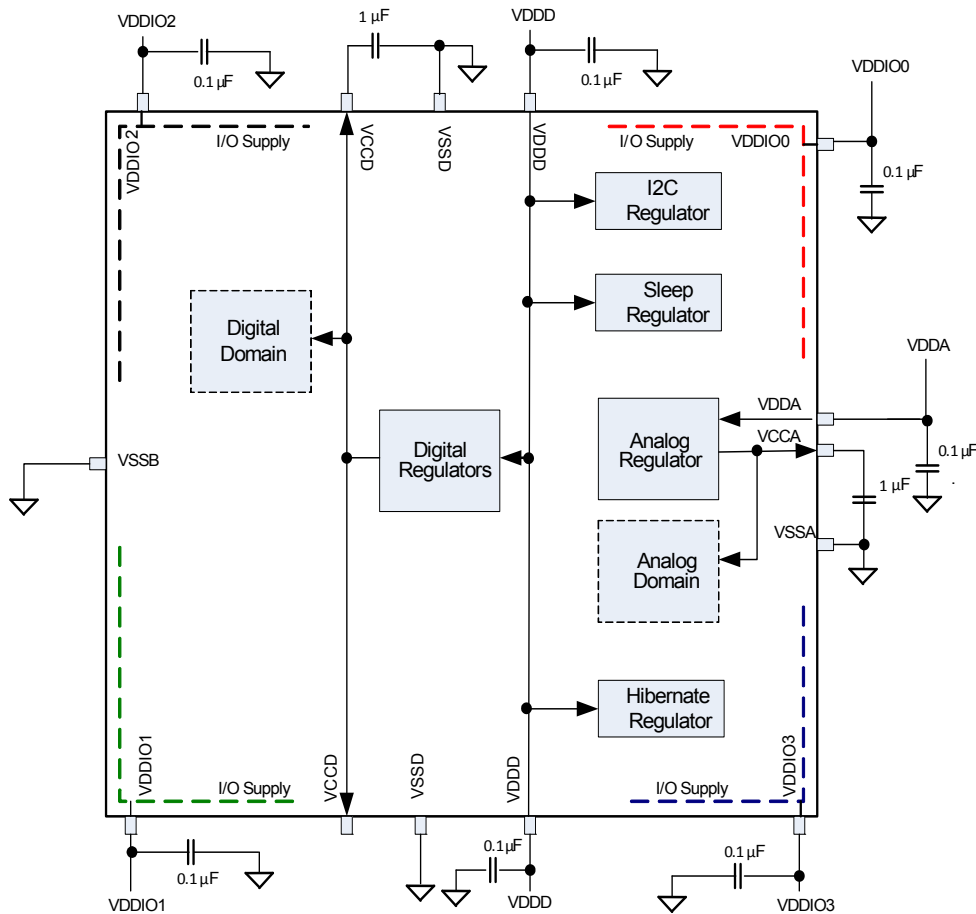 VDDIO2
0.1 µF
1 µF
VDDD
0.1 µF
VDDIO0
0.1 µF
VDDIO2
I/O Supply
VCCD
VSSD
VDDD
I/O Supply
VDDIO0
I2C
Regulator
Sleep
Regulator
Digital
Domain
VDDA
VDDA
VCCA
0.1 µF
1 µF
Digital
Regulators
Analog
Regulator
VSSB
VSSA
Analog
Domain
Hibernate
Regulator
VDDIO1
I/O Supply
VCCD
VSSD
VDDD
I/O Supply
VDDIO3
0.1 µF
VDDIO1
0.1 µF
VDDD
0.1 µF
VDDIO3